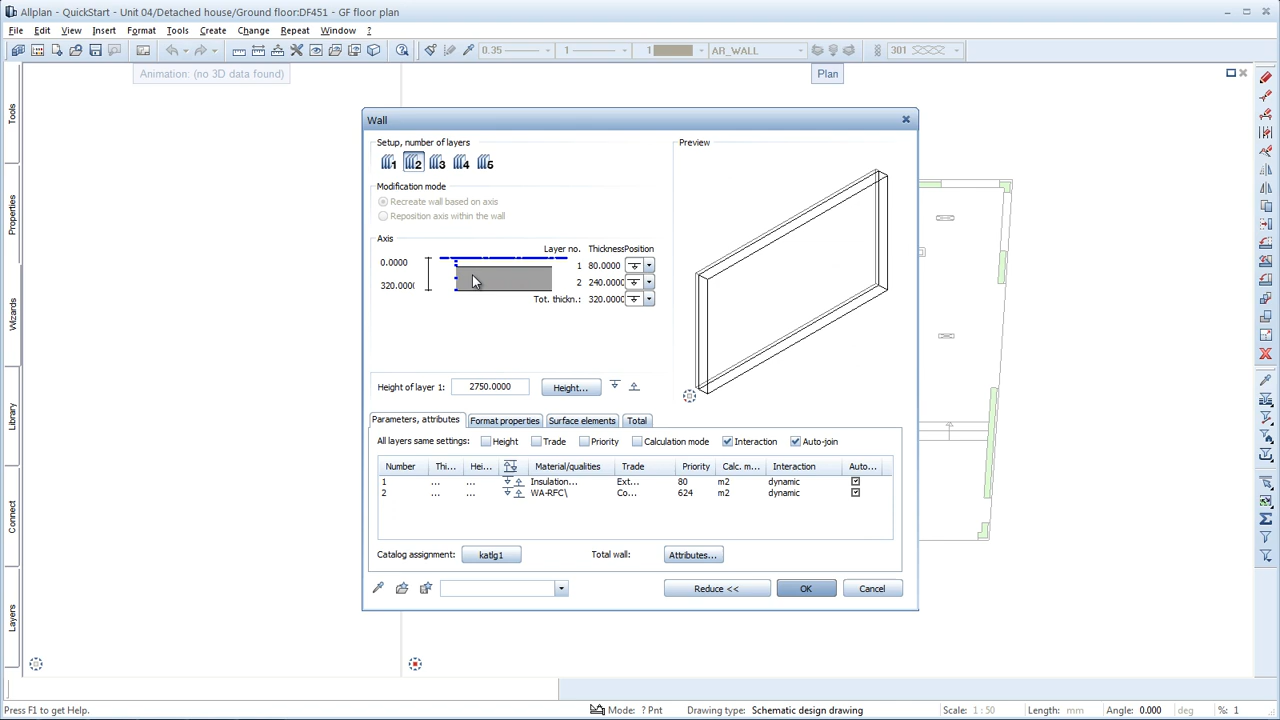 Allplan - QuickStart - Unit 04/Detached house/Ground floor:DF451 - GF floor plan
File Edit View Insert Format Tools Create Change Repeat Window ?
0.35 1 1 AR_WALL 301
Animation: (no 3D data found)
Plan
Tools
Properties
Wizards
Library
Connect
Layers
Wall
Setup, number of layers
1 2 3 4 5
Modification mode
Recreate wall based on axis
Reposition axis within the wall
Axis
Layer no. Thickness Position
0.0000
1 80.0000
320.000(
2 240.0000
Tot. thickn.: 320.0000
Preview
Height of layer 1: 2750.0000 Height...
Parameters, attributes Format properties Surface elements Total
All layers same settings: Height Trade Priority Calculation mode Interaction Auto-join
Number Thi... Hei... Material/qualities Trade Priority Calc. m... Interaction Auto...
1 ... ... Insulation... Ext... 80 m2 dynamic
2 ... ... WA-RFC\ Co... 624 m2 dynamic
Catalog assignment: katlg1 Total wall: Attributes...
Reduce << OK Cancel
Press F1 to get Help.
Mode: ? Pnt Drawing type: Schematic design drawing Scale: 1 : 50 Length: mm Angle: 0.000 deg %: 1